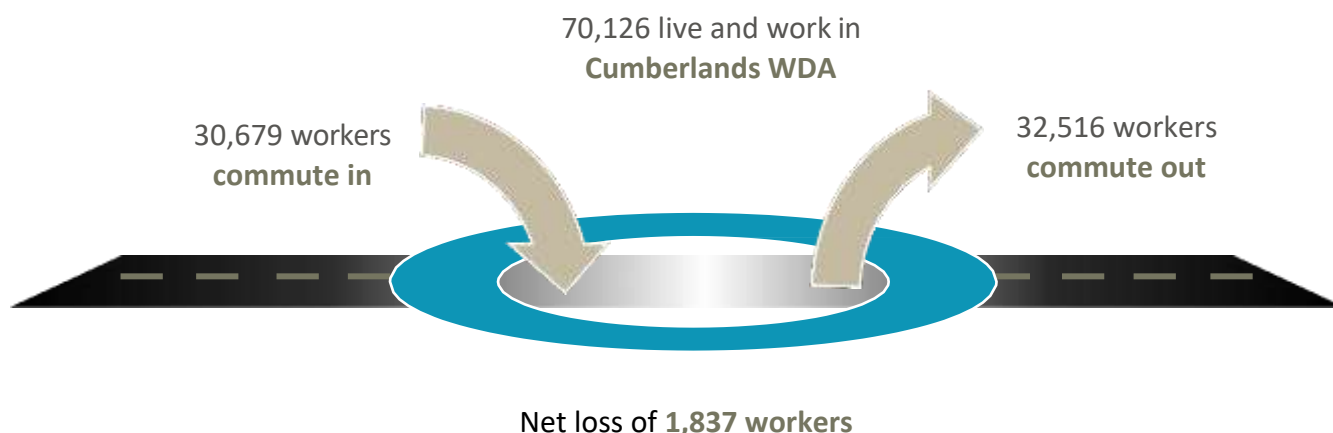 70,126 live and work in
Cumberlands WDA
30,679 workers
commute in
32,516 workers
commute out
Net loss of 1,837 workers